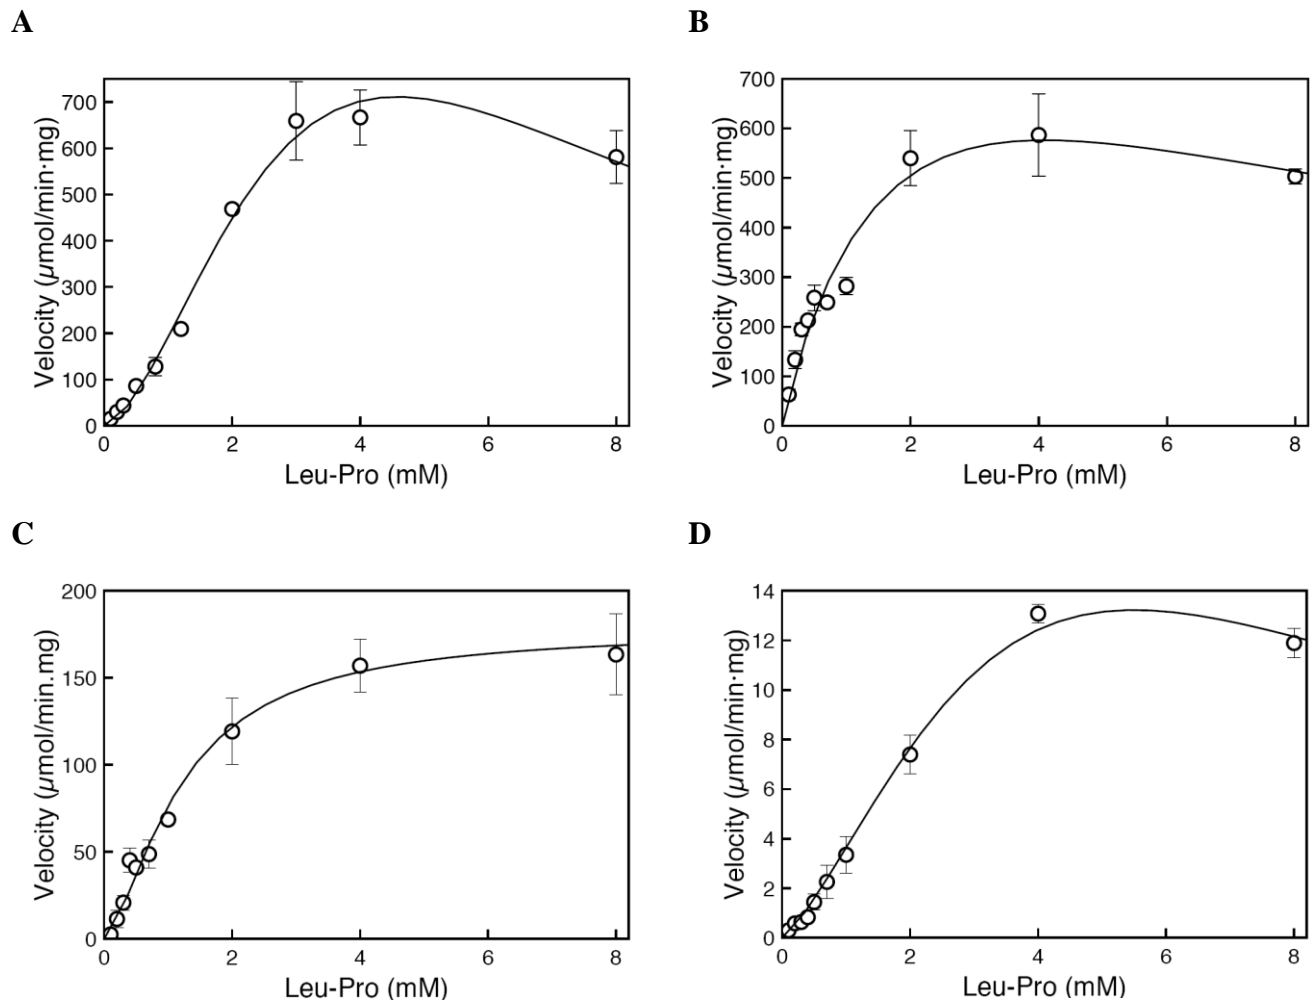 A
Velocity (µmol/min·mg)
700
600
500
400
300
200
100
0
0 2 4 6 8
Leu-Pro (mM)
B
Velocity (µmol/min·mg)
700
600
500
400
300
200
100
0
0 2 4 6 8
Leu-Pro (mM)
C
Velocity (µmol/min.mg)
200
150
100
50
0
0 2 4 6 8
Leu-Pro (mM)
D
Velocity (µmol/min·mg)
14
12
10
8
6
4
2
0
0 2 4 6 8
Leu-Pro (mM)